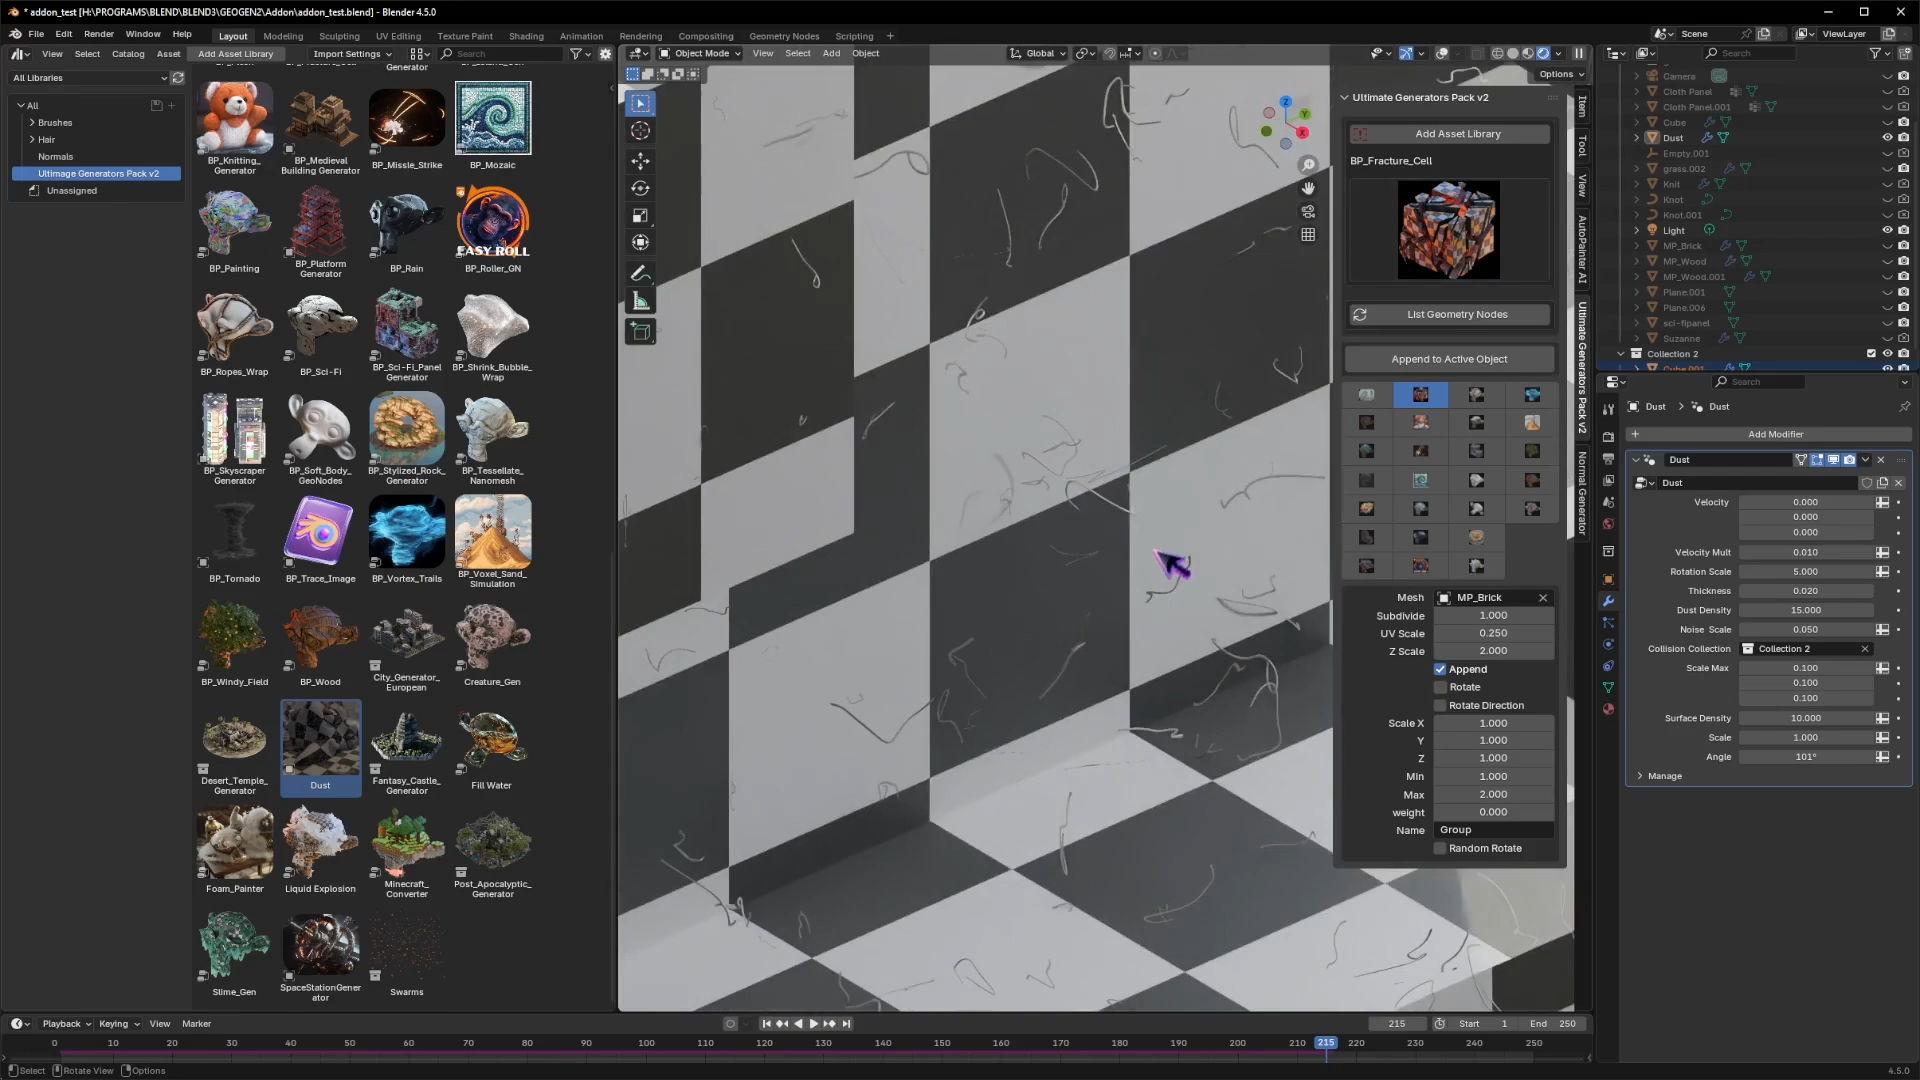 * addon_test [H:\PROGRAMS\BLEND\BLEND3\GEOGEN2\Addon\addon_test.blend] - Blender 4.5.0
File Edit Render Window Help Layout Modeling Sculpting UV Editing Texture Paint Shading Animation Rendering Compositing Geometry Nodes Scripting + Scene ViewLayer
View Select Catalog Asset Add Asset Library Import Settings Search
Object Mode View Select Add Object Global
Search
Options
All Libraries
All
Brushes
Hair
Normals
Ultimage Generators Pack v2
Unassigned
Generator
BP_Knitting_
Generator
BP_Medieval
Building Generator
BP_Missle_Strike
BP_Mozaic
BP_Painting
BP_Platform
Generator
BP_Rain
EASY ROLL
BP_Roller_GN
BP_Ropes_Wrap
BP_Sci-Fi
BP_Sci-Fi_Panel
Generator
BP_Shrink_Bubble_
Wrap
BP_Skyscraper
Generator
BP_Soft_Body_
GeoNodes
BP_Stylized_Rock_
Generator
BP_Tessellate_
Nanomesh
BP_Tornado
BP_Trace_Image
BP_Vortex_Trails
BP_Voxel_Sand_
Simulation
BP_Windy_Field
BP_Wood
City_Generator_
European
Creature_Gen
Desert_Temple_
Generator
Dust
Fantasy_Castle_
Generator
Fill Water
Foam_Painter
Liquid Explosion
Minecraft_
Converter
Post_Apocalyptic_
Generator
Slime_Gen
SpaceStationGener
ator
Swarms
Z
Y
X
Ultimate Generators Pack v2
Add Asset Library
BP_Fracture_Cell
List Geometry Nodes
Append to Active Object
Mesh MP_Brick
Subdivide 1.000
UV Scale 0.250
Z Scale 2.000
Append
Rotate
Rotate Direction
Scale X 1.000
Y 1.000
Z 1.000
Min 1.000
Max 2.000
weight 0.000
Name Group
Random Rotate
Item
Tool
View
AutoPainter AI
Ultimate Generators Pack v2
Normal Generator
Camera
Cloth Panel
Cloth Panel.001
Cube
Dust
Empty.001
grass.002
Knit
Knot
Knot.001
Light
MP_Brick
MP_Wood
MP_Wood.001
Plane.001
Plane.006
sci-fipanel
Suzanne
Collection 2
Cube.001
Search
Dust > Dust
Add Modifier
Dust
Dust
Velocity 0.000
0.000
0.000
Velocity Mult 0.010
Rotation Scale 5.000
Thickness 0.020
Dust Density 15.000
Noise Scale 0.050
Collision Collection Collection 2
Scale Max 0.100
0.100
0.100
Surface Density 10.000
Scale 1.000
Angle 101°
Manage
Playback Keying View Marker 215 Start 1 End 250
0 10 20 30 40 50 60 70 80 90 100 110 120 130 140 150 160 170 180 190 200 210 215 220 230 240 250
Select Rotate View Options 4.5.0